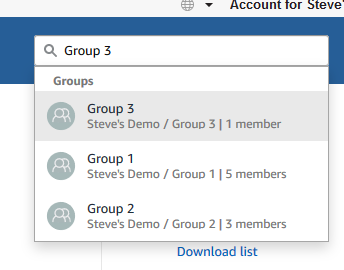 Account for Steve'
Group 3
Groups
Group 3
Steve's Demo / Group 3 | 1 member
Group 1
Steve's Demo / Group 1 | 5 members
Group 2
Steve's Demo / Group 2 | 3 members
Download list